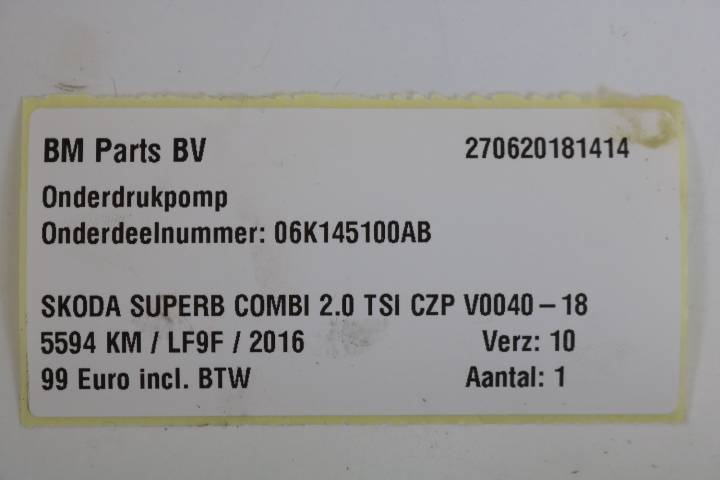 BM Parts BV 270620181414
Onderdrukpomp
Onderdeelnummer: 06K145100AB
SKODA SUPERB COMBI 2.0 TSI CZP V0040-18
5594 KM / LF9F / 2016 Verz: 10
99 Euro incl. BTW Aantal: 1